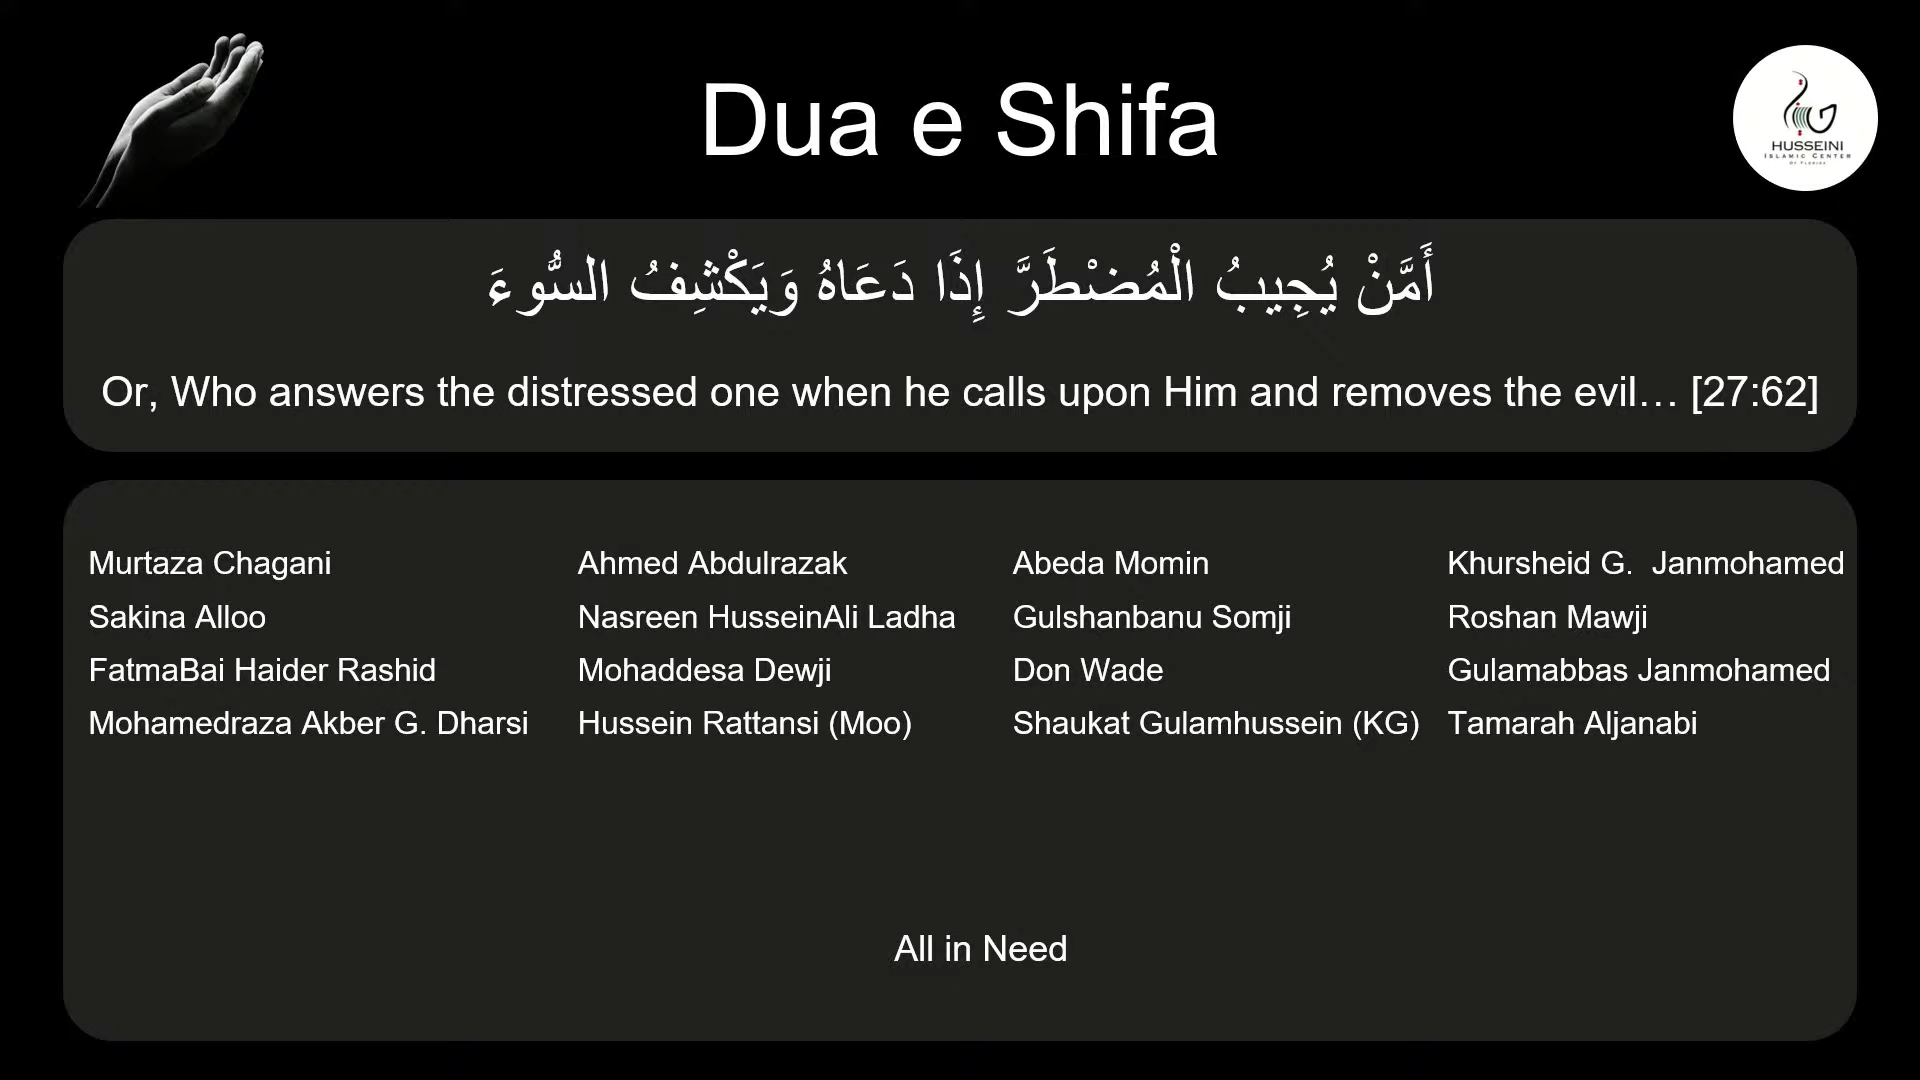 Dua e Shifa
HUSSEINI
ISLAMIC CENTER
OF FLORIDA
أَمَّنْ يُجِيبُ الْمُضْطَرَّ إِذَا دَعَاهُ وَيَكْشِفُ السُّوءَ
Or, Who answers the distressed one when he calls upon Him and removes the evil… [27:62]
Murtaza Chagani Ahmed Abdulrazak Abeda Momin Khursheid G.  Janmohamed
Sakina Alloo Nasreen HusseinAli Ladha Gulshanbanu Somji Roshan Mawji
FatmaBai Haider Rashid Mohaddesa Dewji Don Wade Gulamabbas Janmohamed
Mohamedraza Akber G. Dharsi Hussein Rattansi (Moo) Shaukat Gulamhussein (KG) Tamarah Aljanabi
All in Need